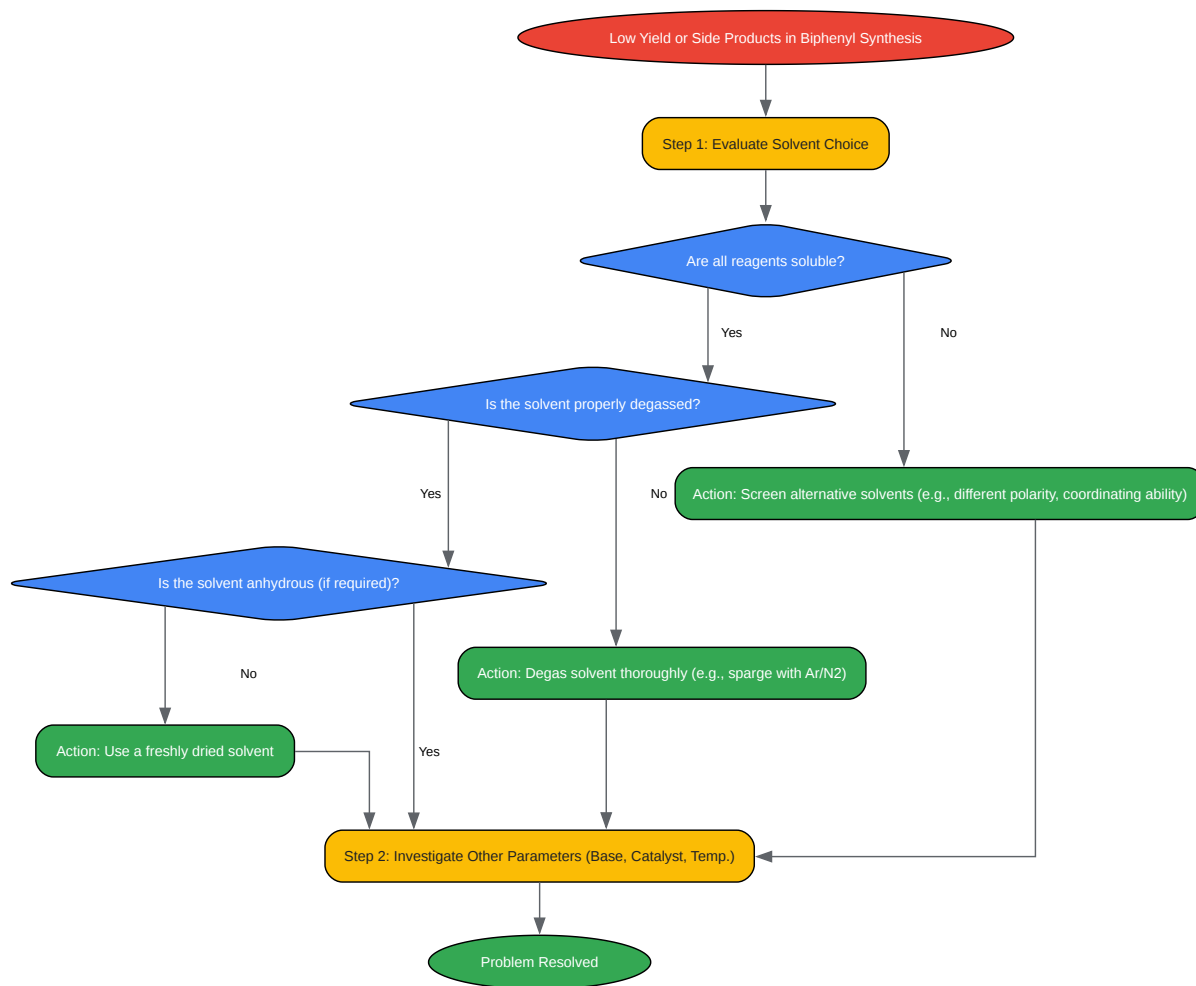 Low Yield or Side Products in Biphenyl Synthesis
Step 1: Evaluate Solvent Choice
Are all reagents soluble?
Yes
No
Is the solvent properly degassed?
Yes
No
Action: Screen alternative solvents (e.g., different polarity, coordinating ability)
Is the solvent anhydrous (if required)?
No
Action: Degas solvent thoroughly (e.g., sparge with Ar/N2)
Action: Use a freshly dried solvent
Yes
Step 2: Investigate Other Parameters (Base, Catalyst, Temp.)
Problem Resolved